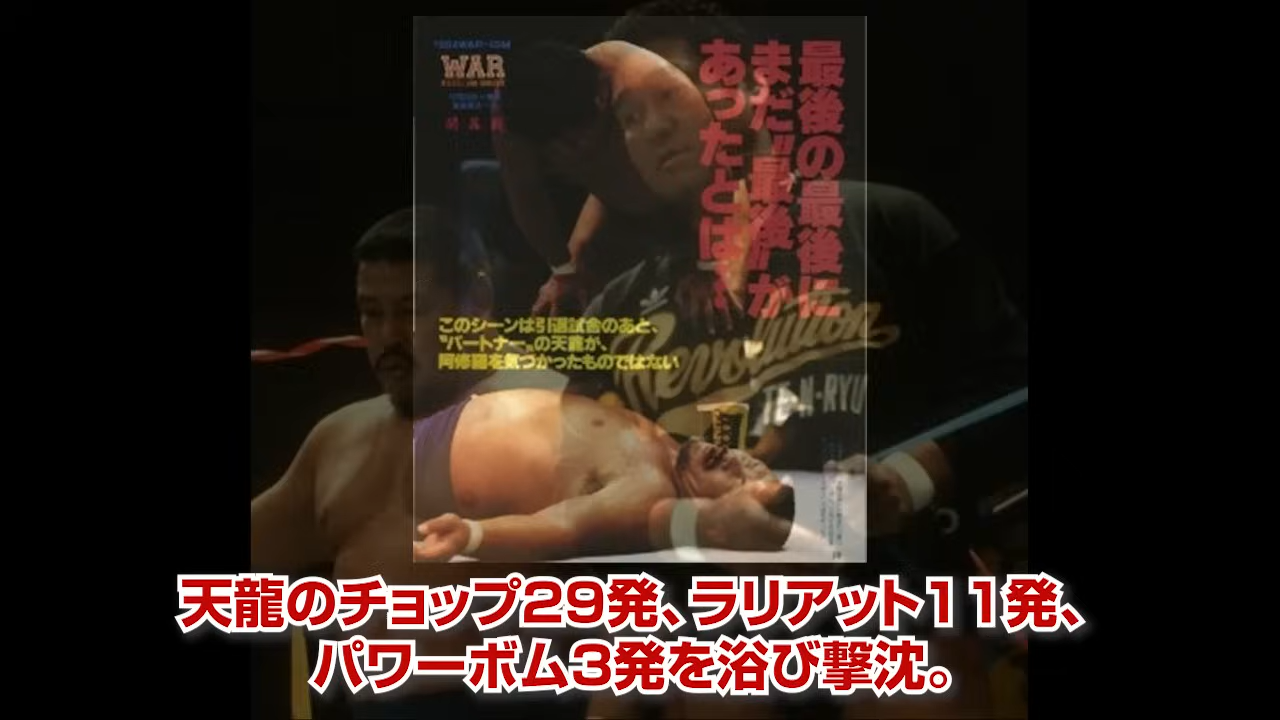 WAR
最後の最後に
まだ"最後"が
あったとは!
このシーンは引退試合のあと、
"パートナー"の天龍が、
阿修羅を気づかったものではない
Revolution
TE-N-RYU
天龍のチョップ29発、ラリアット11発、
パワーボム3発を浴び撃沈。